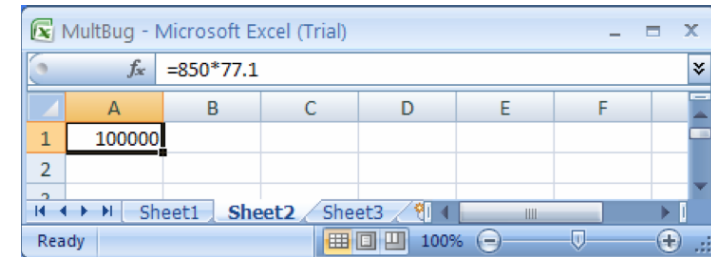 MultBug - Microsoft Excel (Trial)
fx =850*77.1
A B C D E F
1 100000
2
Sheet1 Sheet2 Sheet3
Ready 100%